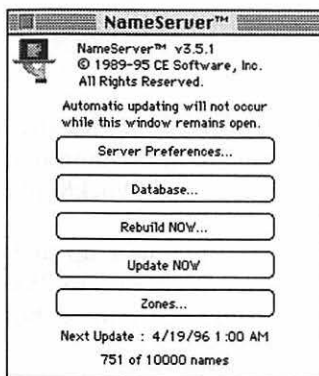 NameServer™
NameServer™ v3.5.1
© 1989-95 CE Software, Inc.
All Rights Reserved.
Automatic updating will not occur
while this window remains open.
Server Preferences...
Database...
Rebuild NOW...
Update NOW
Zones...
Next Update : 4/19/96 1:00 AM
751 of 10000 names